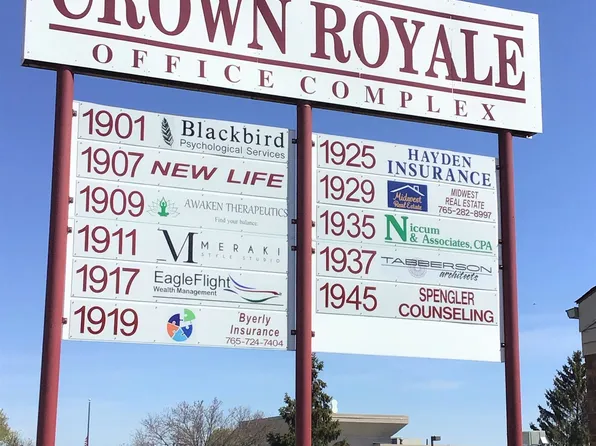 CROWN ROYALE
OFFICE COMPLEX
1901 Blackbird
Psychological Services
1907 NEW LIFE
1909 AWAKEN THERAPEUTICS
Find your balance.
1911 M MERAKI
STYLE STUDIO
1917 EagleFlight
Wealth Management
1919 Byerly
Insurance
765-724-7404
1925 HAYDEN
INSURANCE
1929 Midwest
Real Estate
MIDWEST
REAL ESTATE
765-282-8997
1935 Niccum
& Associates, CPA
1937 TABBERSON
architects
1945 SPENGLER
COUNSELING